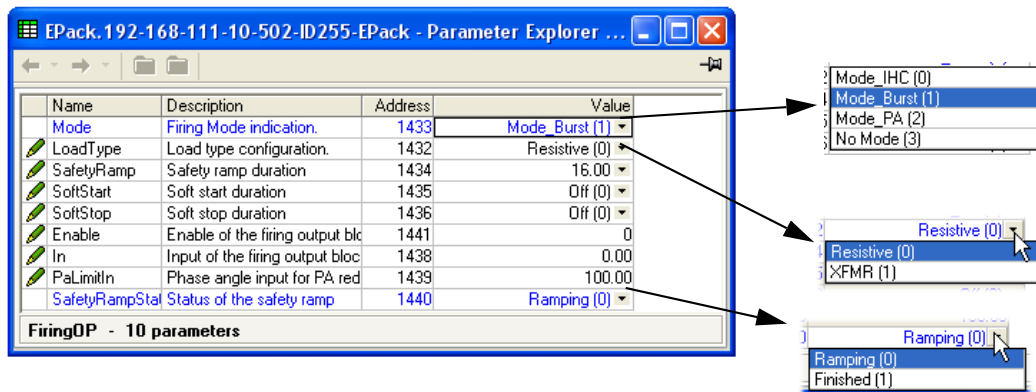 EPack.192-168-111-10-502-ID255-EPack - Parameter Explorer ...
Name Description Address Value
Mode Firing Mode indication. 1433 Mode_Burst (1)
LoadType Load type configuration. 1432 Resistive (0)
SafetyRamp Safety ramp duration 1434 16.00
SoftStart Soft start duration 1435 Off (0)
SoftStop Soft stop duration 1436 Off (0)
Enable Enable of the firing output blc 1441 0
In Input of the firing output bloc 1438 0.00
PaLimitIn Phase angle input for PA red 1439 100.00
SafetyRampStat Status of the safety ramp 1440 Ramping (0)
FiringOP - 10 parameters
Mode_IHC (0)
Mode_Burst (1)
Mode_PA (2)
No Mode (3)
Resistive (0)
Resistive (0)
XFMR (1)
Ramping (0)
Ramping (0)
Finished (1)